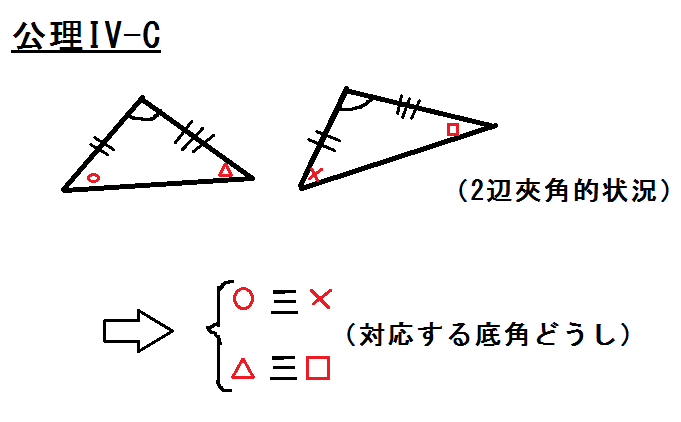 公理IV-C
(2辺夾角的状況)
○ ≡ ×
(対応する底角どうし)
△ ≡ □